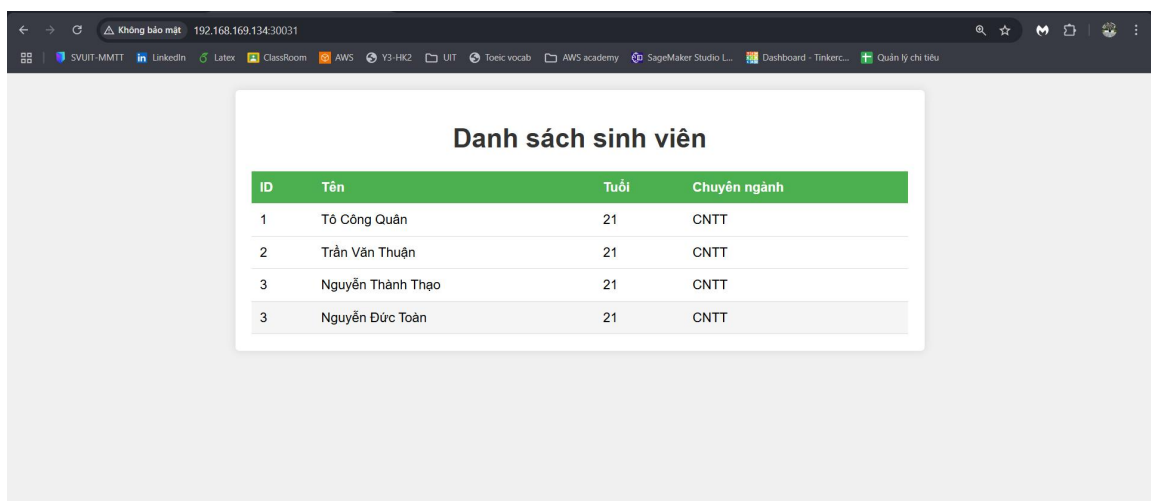 Không bảo mật 192.168.169.134:30031
SVUIT-MMTT LinkedIn Latex ClassRoom AWS Y3-HK2 UIT Toeic vocab AWS academy SageMaker Studio L... Dashboard - Tinkerc... Quản lý chi tiêu
Danh sách sinh viên
ID Tên Tuổi Chuyên ngành
1 Tô Công Quân 21 CNTT
2 Trần Văn Thuận 21 CNTT
3 Nguyễn Thành Thạo 21 CNTT
3 Nguyễn Đức Toàn 21 CNTT